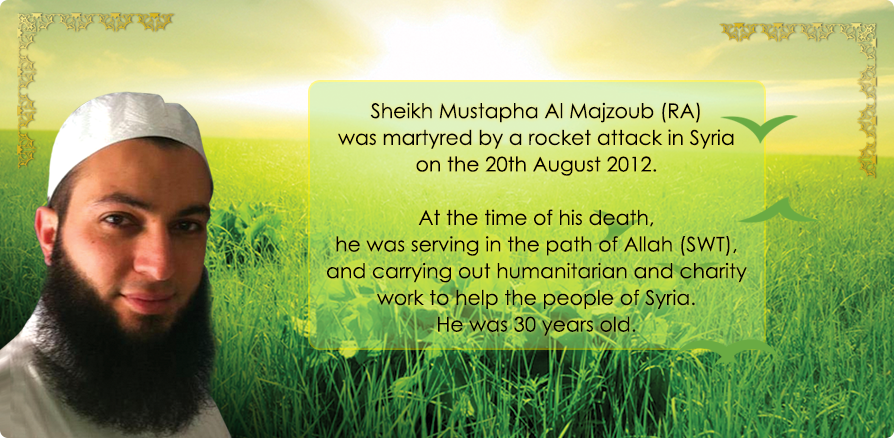 Sheikh Mustapha Al Majzoub (RA)
was martyred by a rocket attack in Syria
on the 20th August 2012.
At the time of his death,
he was serving in the path of Allah (SWT),
and carrying out humanitarian and charity
work to help the people of Syria.
He was 30 years old.